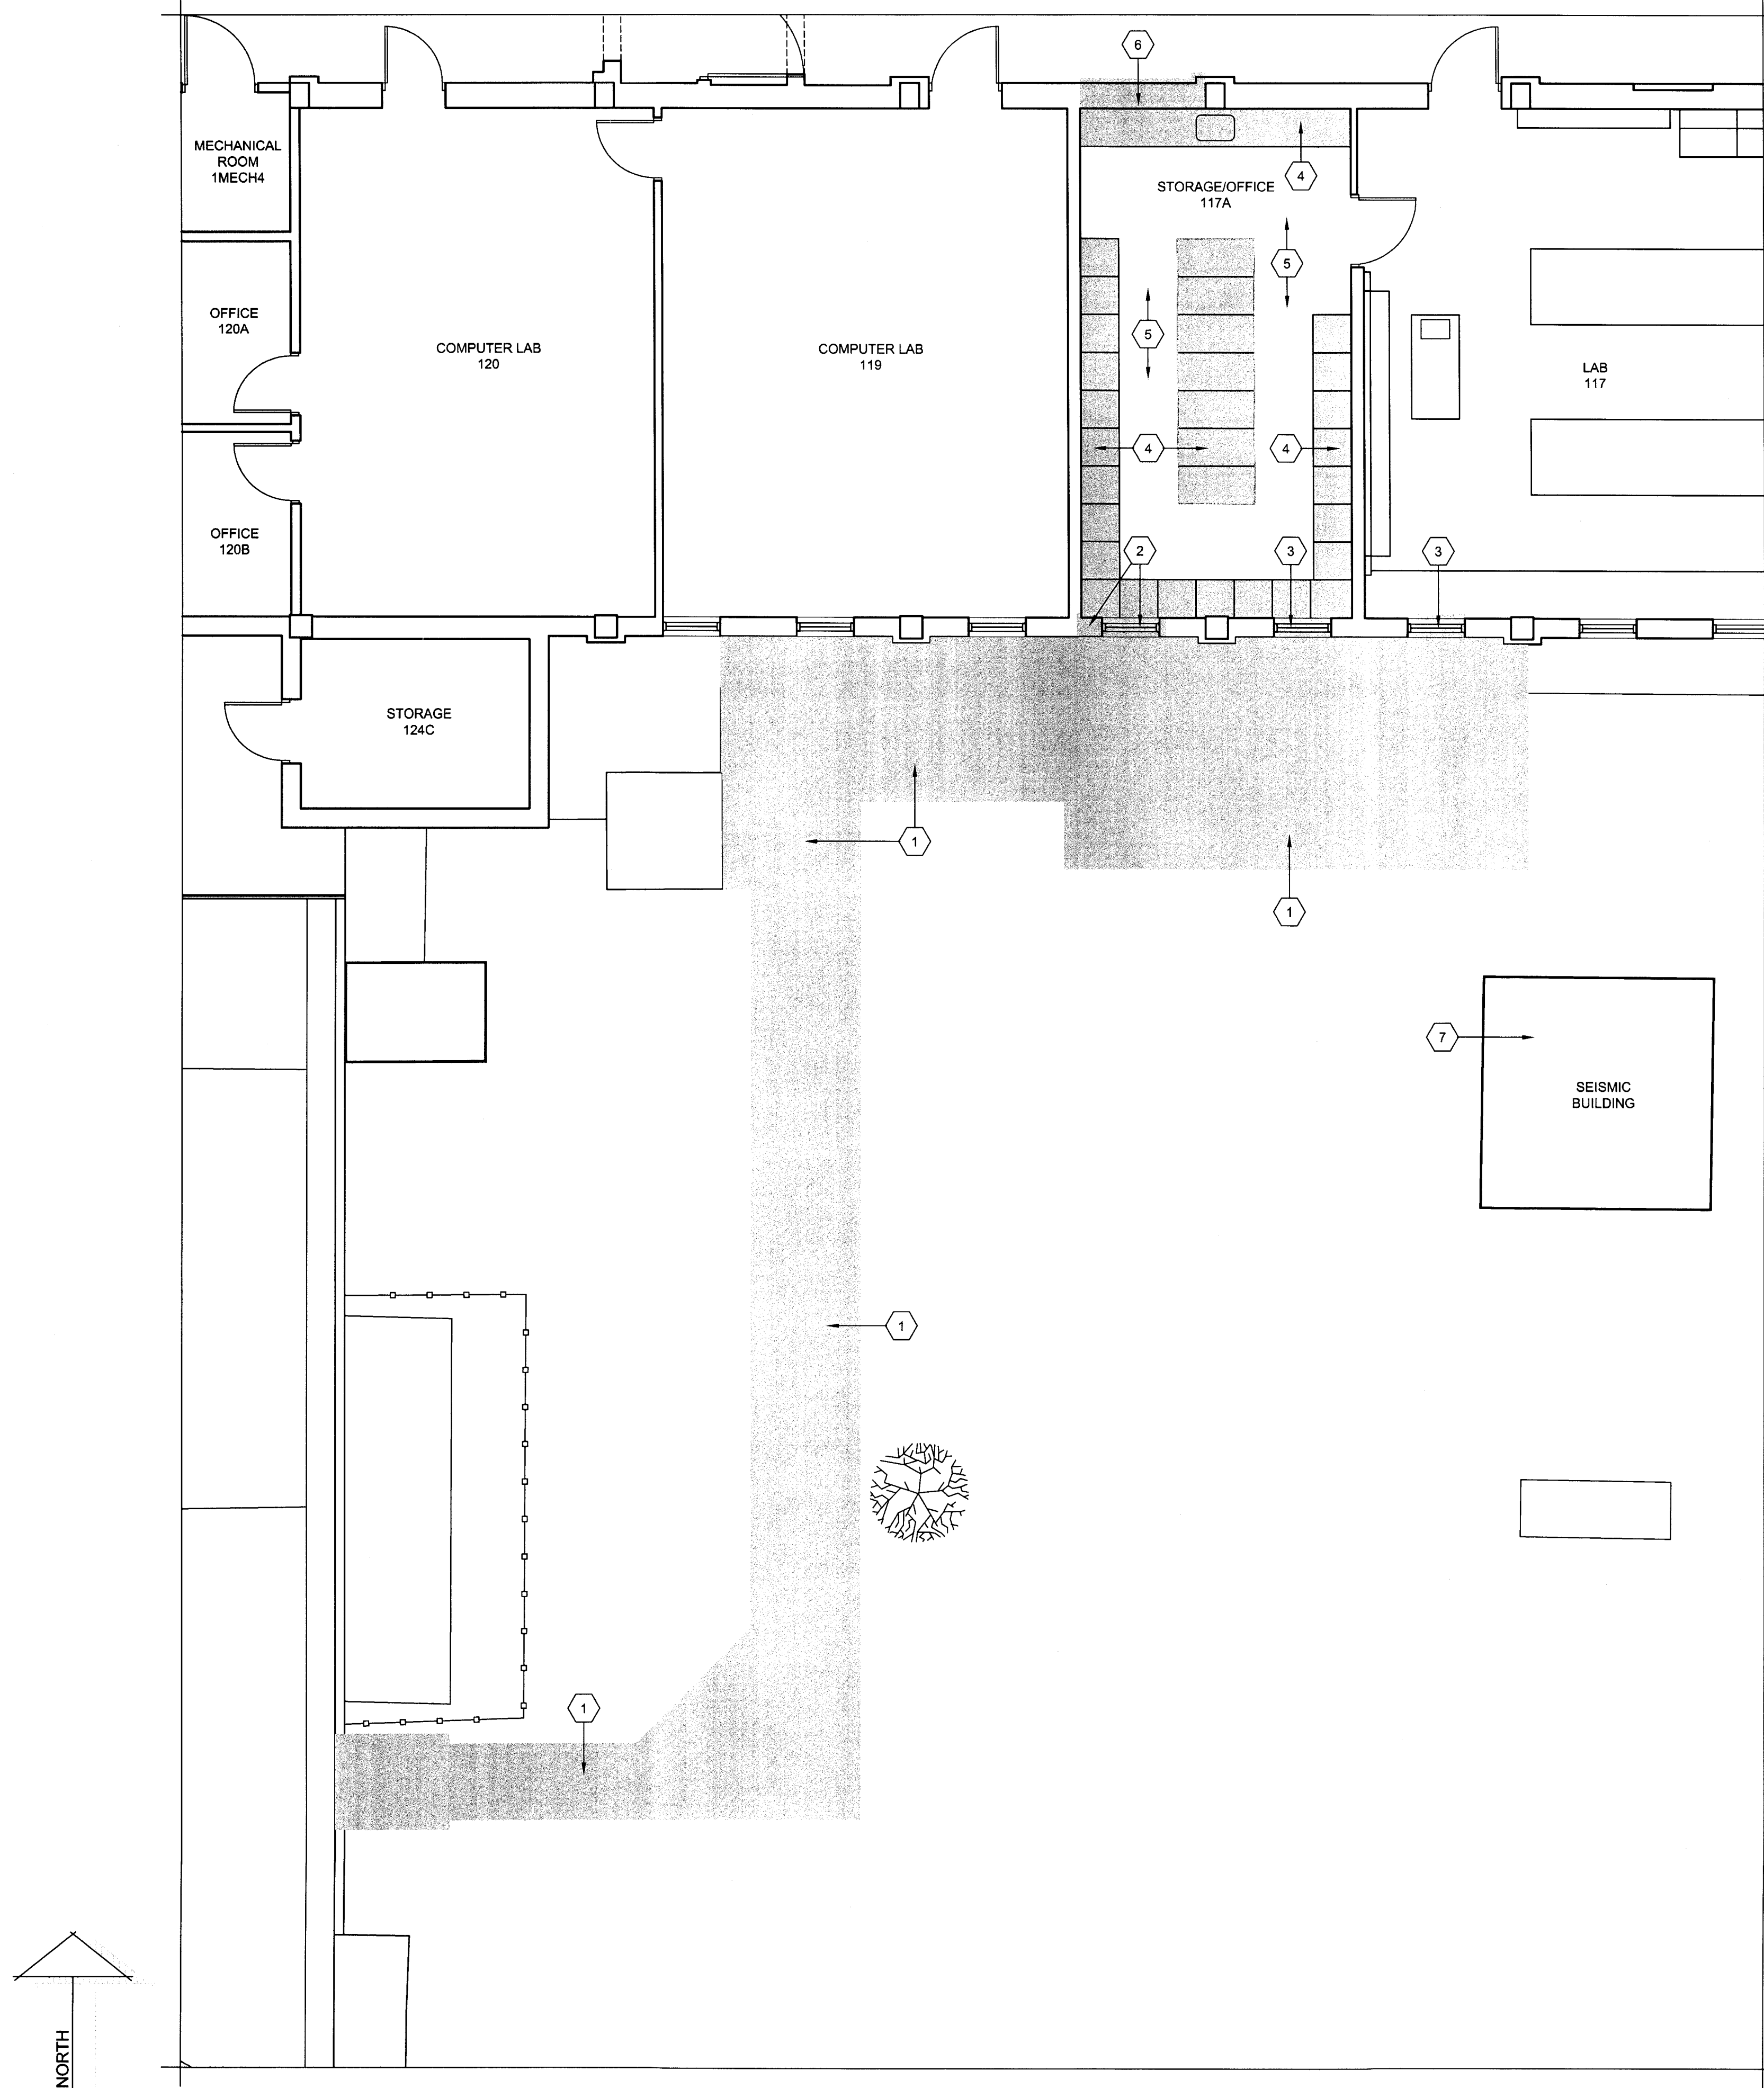 6
MECHANICAL
ROOM
1MECH4
4
STORAGE/OFFICE
117A
5
OFFICE
120A
5
COMPUTER LAB
120
COMPUTER LAB
119
LAB
117
4
4
OFFICE
120B
2
3
3
STORAGE
124C
1
1
7
SEISMIC
BUILDING
1
1
NORTH